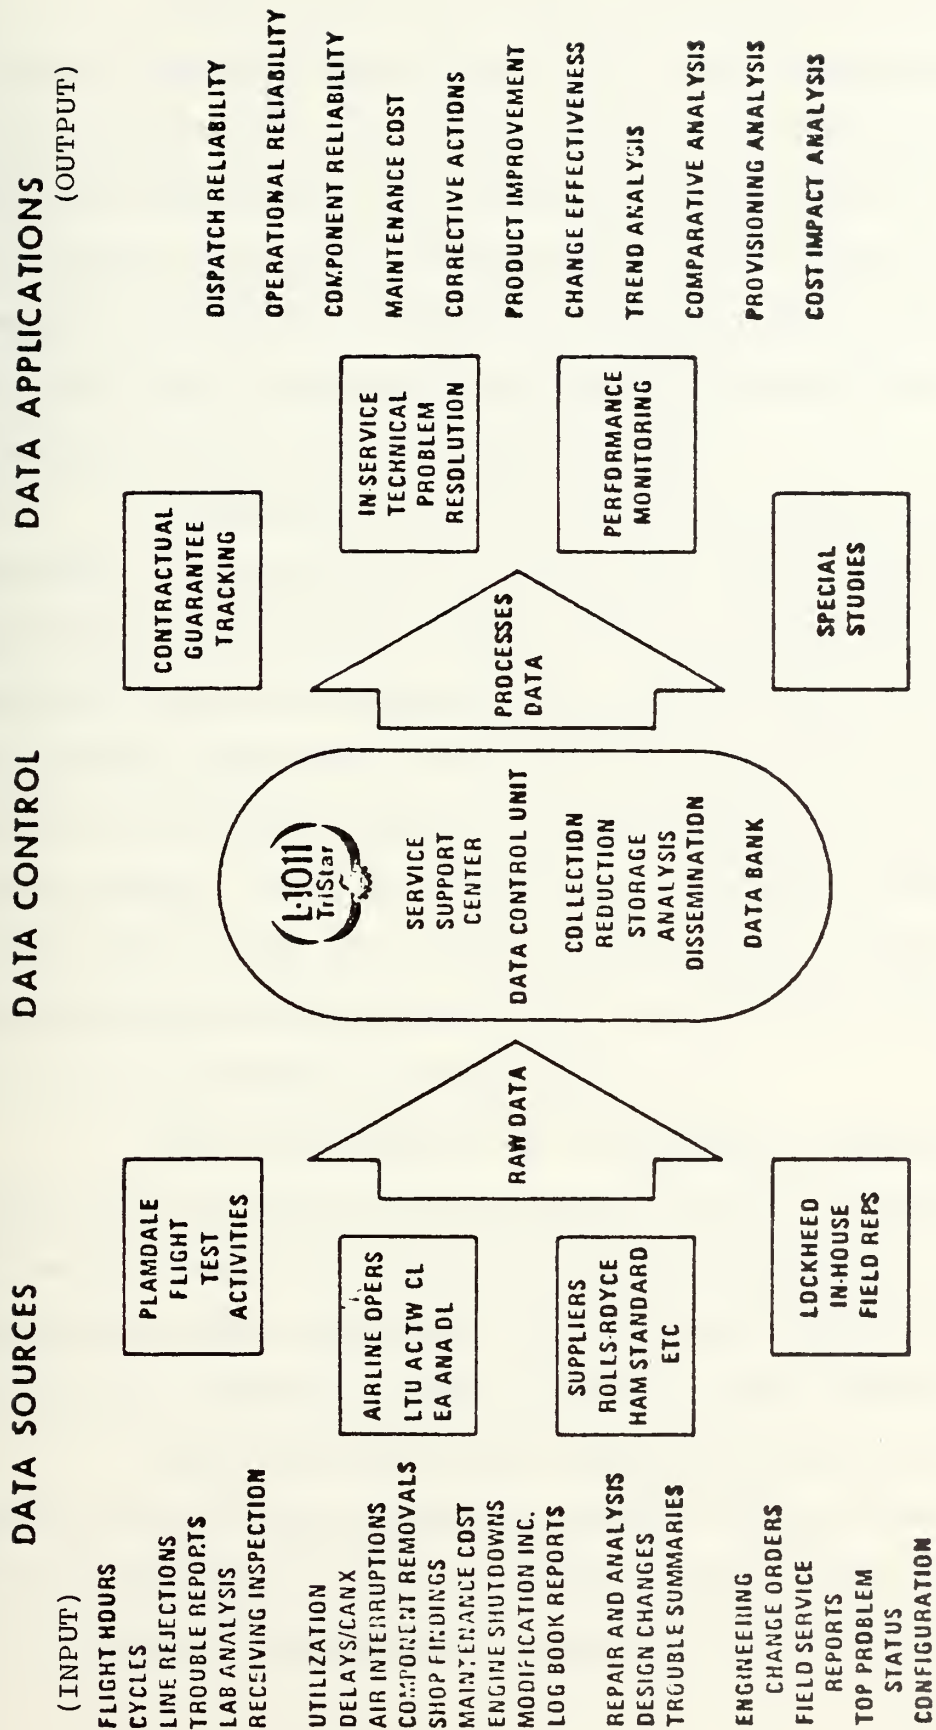 DATA SOURCES
(INPUT)
DATA CONTROL
DATA APPLICATIONS
(OUTPUT)
FLIGHT HOURS
CYCLES
LINE REJECTIONS
TROUBLE REPORTS
LAB ANALYSIS
RECEIVING INSPECTION
UTILIZATION
DELAYS/CANX
AIR INTERRUPTIONS
COMPONENT REMOVALS
SHOP FINDINGS
MAINTENANCE COST
ENGINE SHUTDOWNS
MODIFICATION INC.
LOG BOOK REPORTS
REPAIR AND ANALYSIS
DESIGN CHANGES
TROUBLE SUMMARIES
ENGINEERING
CHANGE ORDERS
FIELD SERVICE
REPORTS
TOP PROBLEM
STATUS
CONFIGURATION
PLAMDALE
FLIGHT
TEST
ACTIVITIES
AIRLINE OPERS
LTU AC TW CL
EA ANA DL
SUPPLIERS
ROLLS-ROYCE
HAM STANDARD
ETC
LOCKHEED
IN-HOUSE
FIELD REPS
RAW DATA
L-1011
TriStar
SERVICE
SUPPORT
CENTER
DATA CONTROL UNIT
COLLECTION
REDUCTION
STORAGE
ANALYSIS
DISSEMINATION
DATA BANK
PROCESSES
DATA
CONTRACTUAL
GUARANTEE
TRACKING
IN-SERVICE
TECHNICAL
PROBLEM
RESOLUTION
PERFORMANCE
MONITORING
SPECIAL
STUDIES
DISPATCH RELIABILITY
OPERATIONAL RELIABILITY
COMPONENT RELIABILITY
MAINTENANCE COST
CORRECTIVE ACTIONS
PRODUCT IMPROVEMENT
CHANGE EFFECTIVENESS
TREND ANALYSIS
COMPARATIVE ANALYSIS
PROVISIONING ANALYSIS
COST IMPACT ANALYSIS